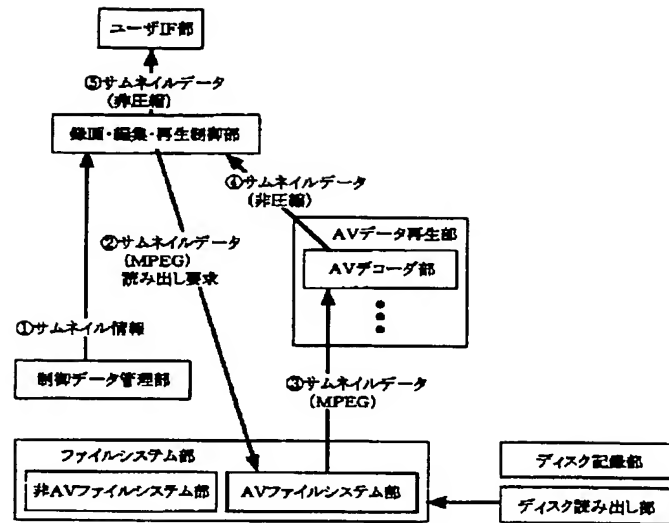 ユーザIF部
⑤サムネイルデータ
(非圧縮)
録画・編集・再生制御部
④サムネイルデータ
(非圧縮)
AVデータ再生部
②サムネイルデータ
(MPEG)
読み出し要求
AVデコーダ部
①サムネイル情報
制御データ管理部
③サムネイルデータ
(MPEG)
ファイルシステム部
ディスク記録部
非AVファイルシステム部
AVファイルシステム部
ディスク読み出し部